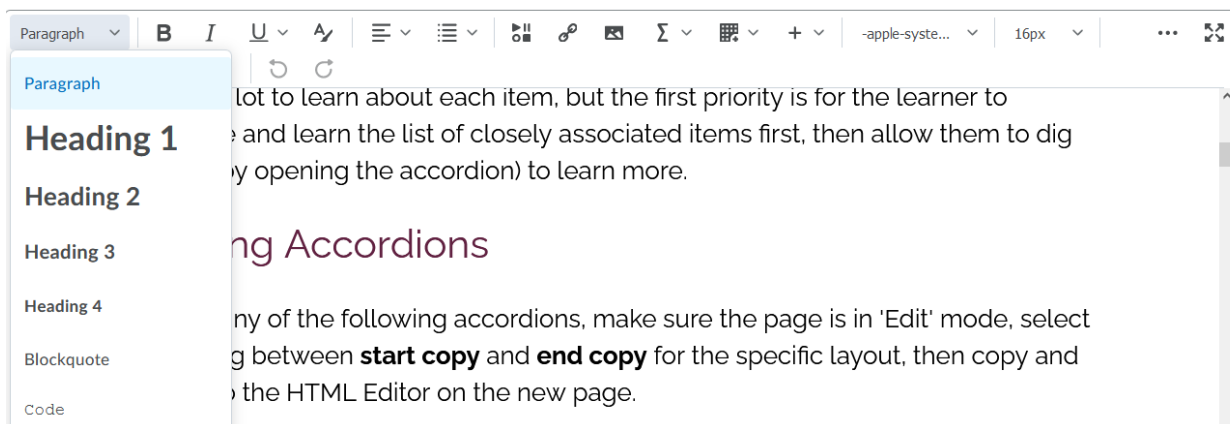 Paragraph
B I U
-apple-syste...
16px
Paragraph
Heading 1
Heading 2
Heading 3
Heading 4
Blockquote
Code
lot to learn about each item, but the first priority is for the learner to
and learn the list of closely associated items first, then allow them to dig
y opening the accordion) to learn more.
ng Accordions
ny of the following accordions, make sure the page is in 'Edit' mode, select
g between start copy and end copy for the specific layout, then copy and
the HTML Editor on the new page.